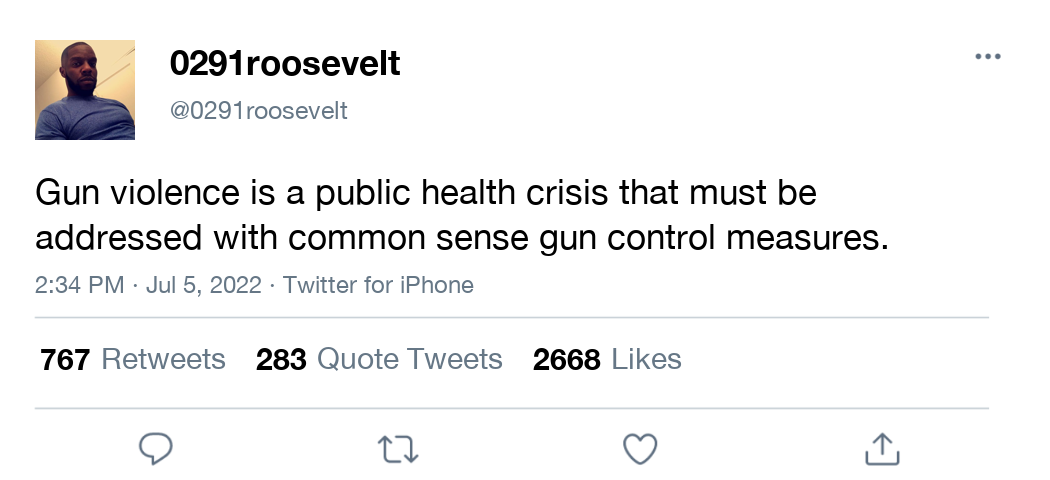 0291roosevelt
@0291roosevelt
Gun violence is a public health crisis that must be
addressed with common sense gun control measures.
2:34 PM · Jul 5, 2022 · Twitter for iPhone
767 Retweets 283 Quote Tweets 2668 Likes